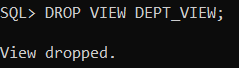 SQL> DROP VIEW DEPT_VIEW;
View dropped.